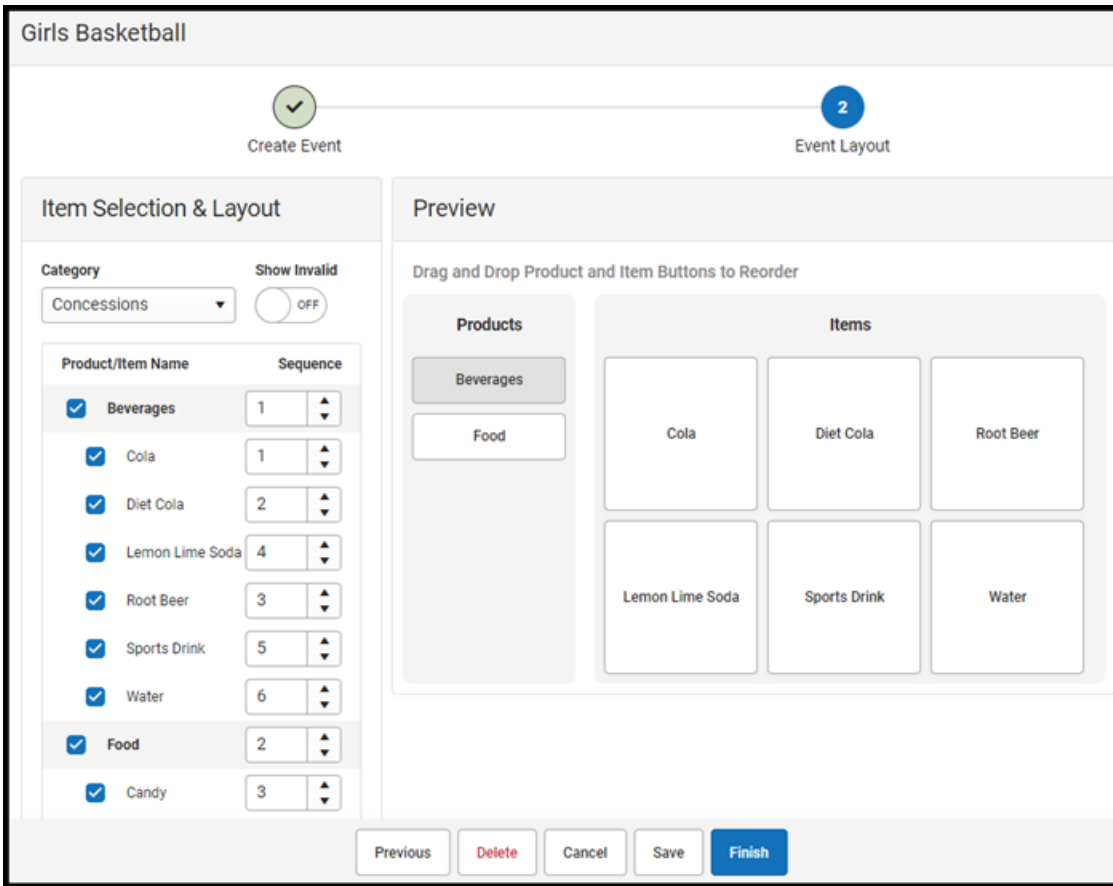 Girls Basketball
2
Create Event
Event Layout
Item Selection & Layout
Category
Show Invalid
Concessions
OFF
Product/Item Name Sequence
Beverages 1
Cola 1
Diet Cola 2
Lemon Lime Soda 4
Root Beer 3
Sports Drink 5
Water 6
Food 2
Candy 3
Preview
Drag and Drop Product and Item Buttons to Reorder
Products
Beverages
Food
Items
Cola Diet Cola Root Beer
Lemon Lime Soda Sports Drink Water
Previous Delete Cancel Save Finish